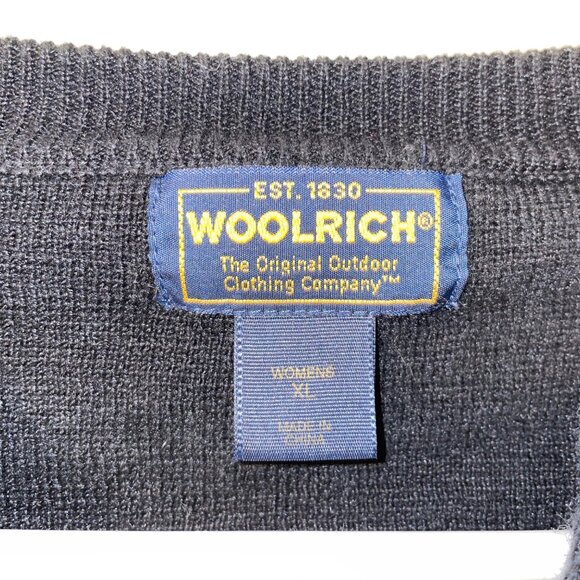 EST. 1830
WOOLRICH®
The Original Outdoor
Clothing Company™
WOMENS
XL
MADE IN
CHINA